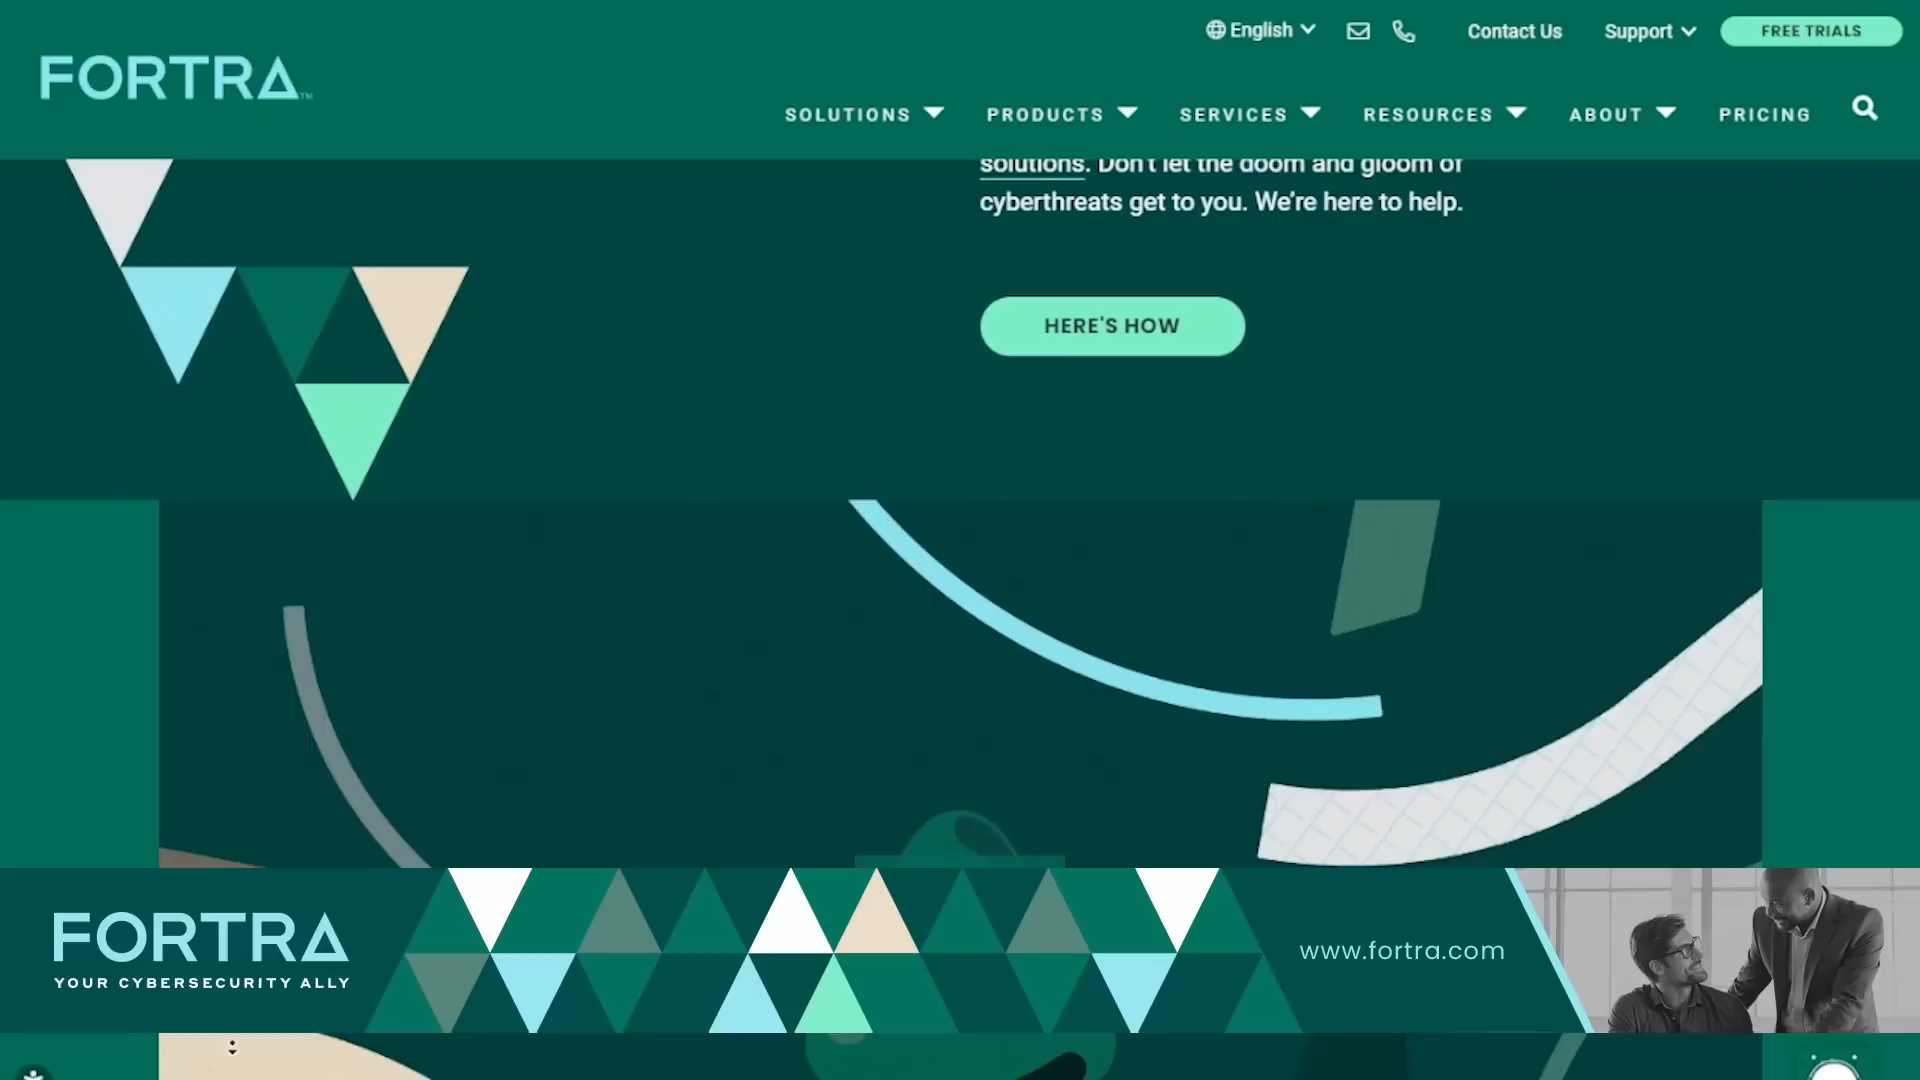 English
Contact Us
Support
FREE TRIALS
FORTRA™
SOLUTIONS
PRODUCTS
SERVICES
RESOURCES
ABOUT
PRICING
solutions. Don't let the doom and gloom of
cyberthreats get to you. We're here to help.
HERE'S HOW
FORTRA
YOUR CYBERSECURITY ALLY
www.fortra.com